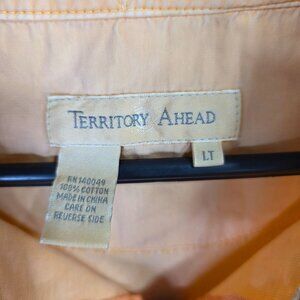 TERRITORY AHEAD
LT
RN 140049
100% COTTON
MADE IN CHINA
CARE ON
REVERSE SIDE